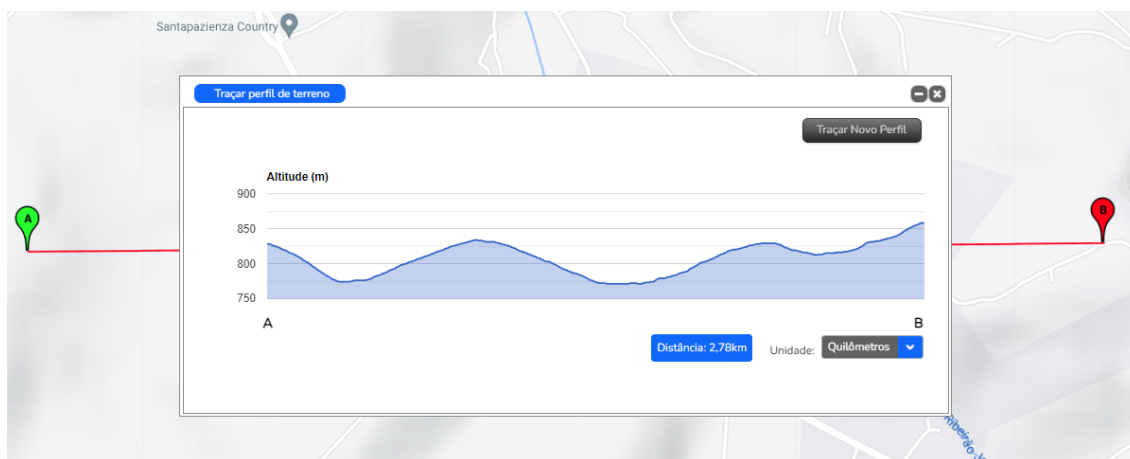 Santapazienza Country
Traçar perfil de terreno
Traçar Novo Perfil
Altitude (m)
900
850
800
750
A
B
A
B
Distância: 2,78km
Unidade: Quilômetros
Ribeirão